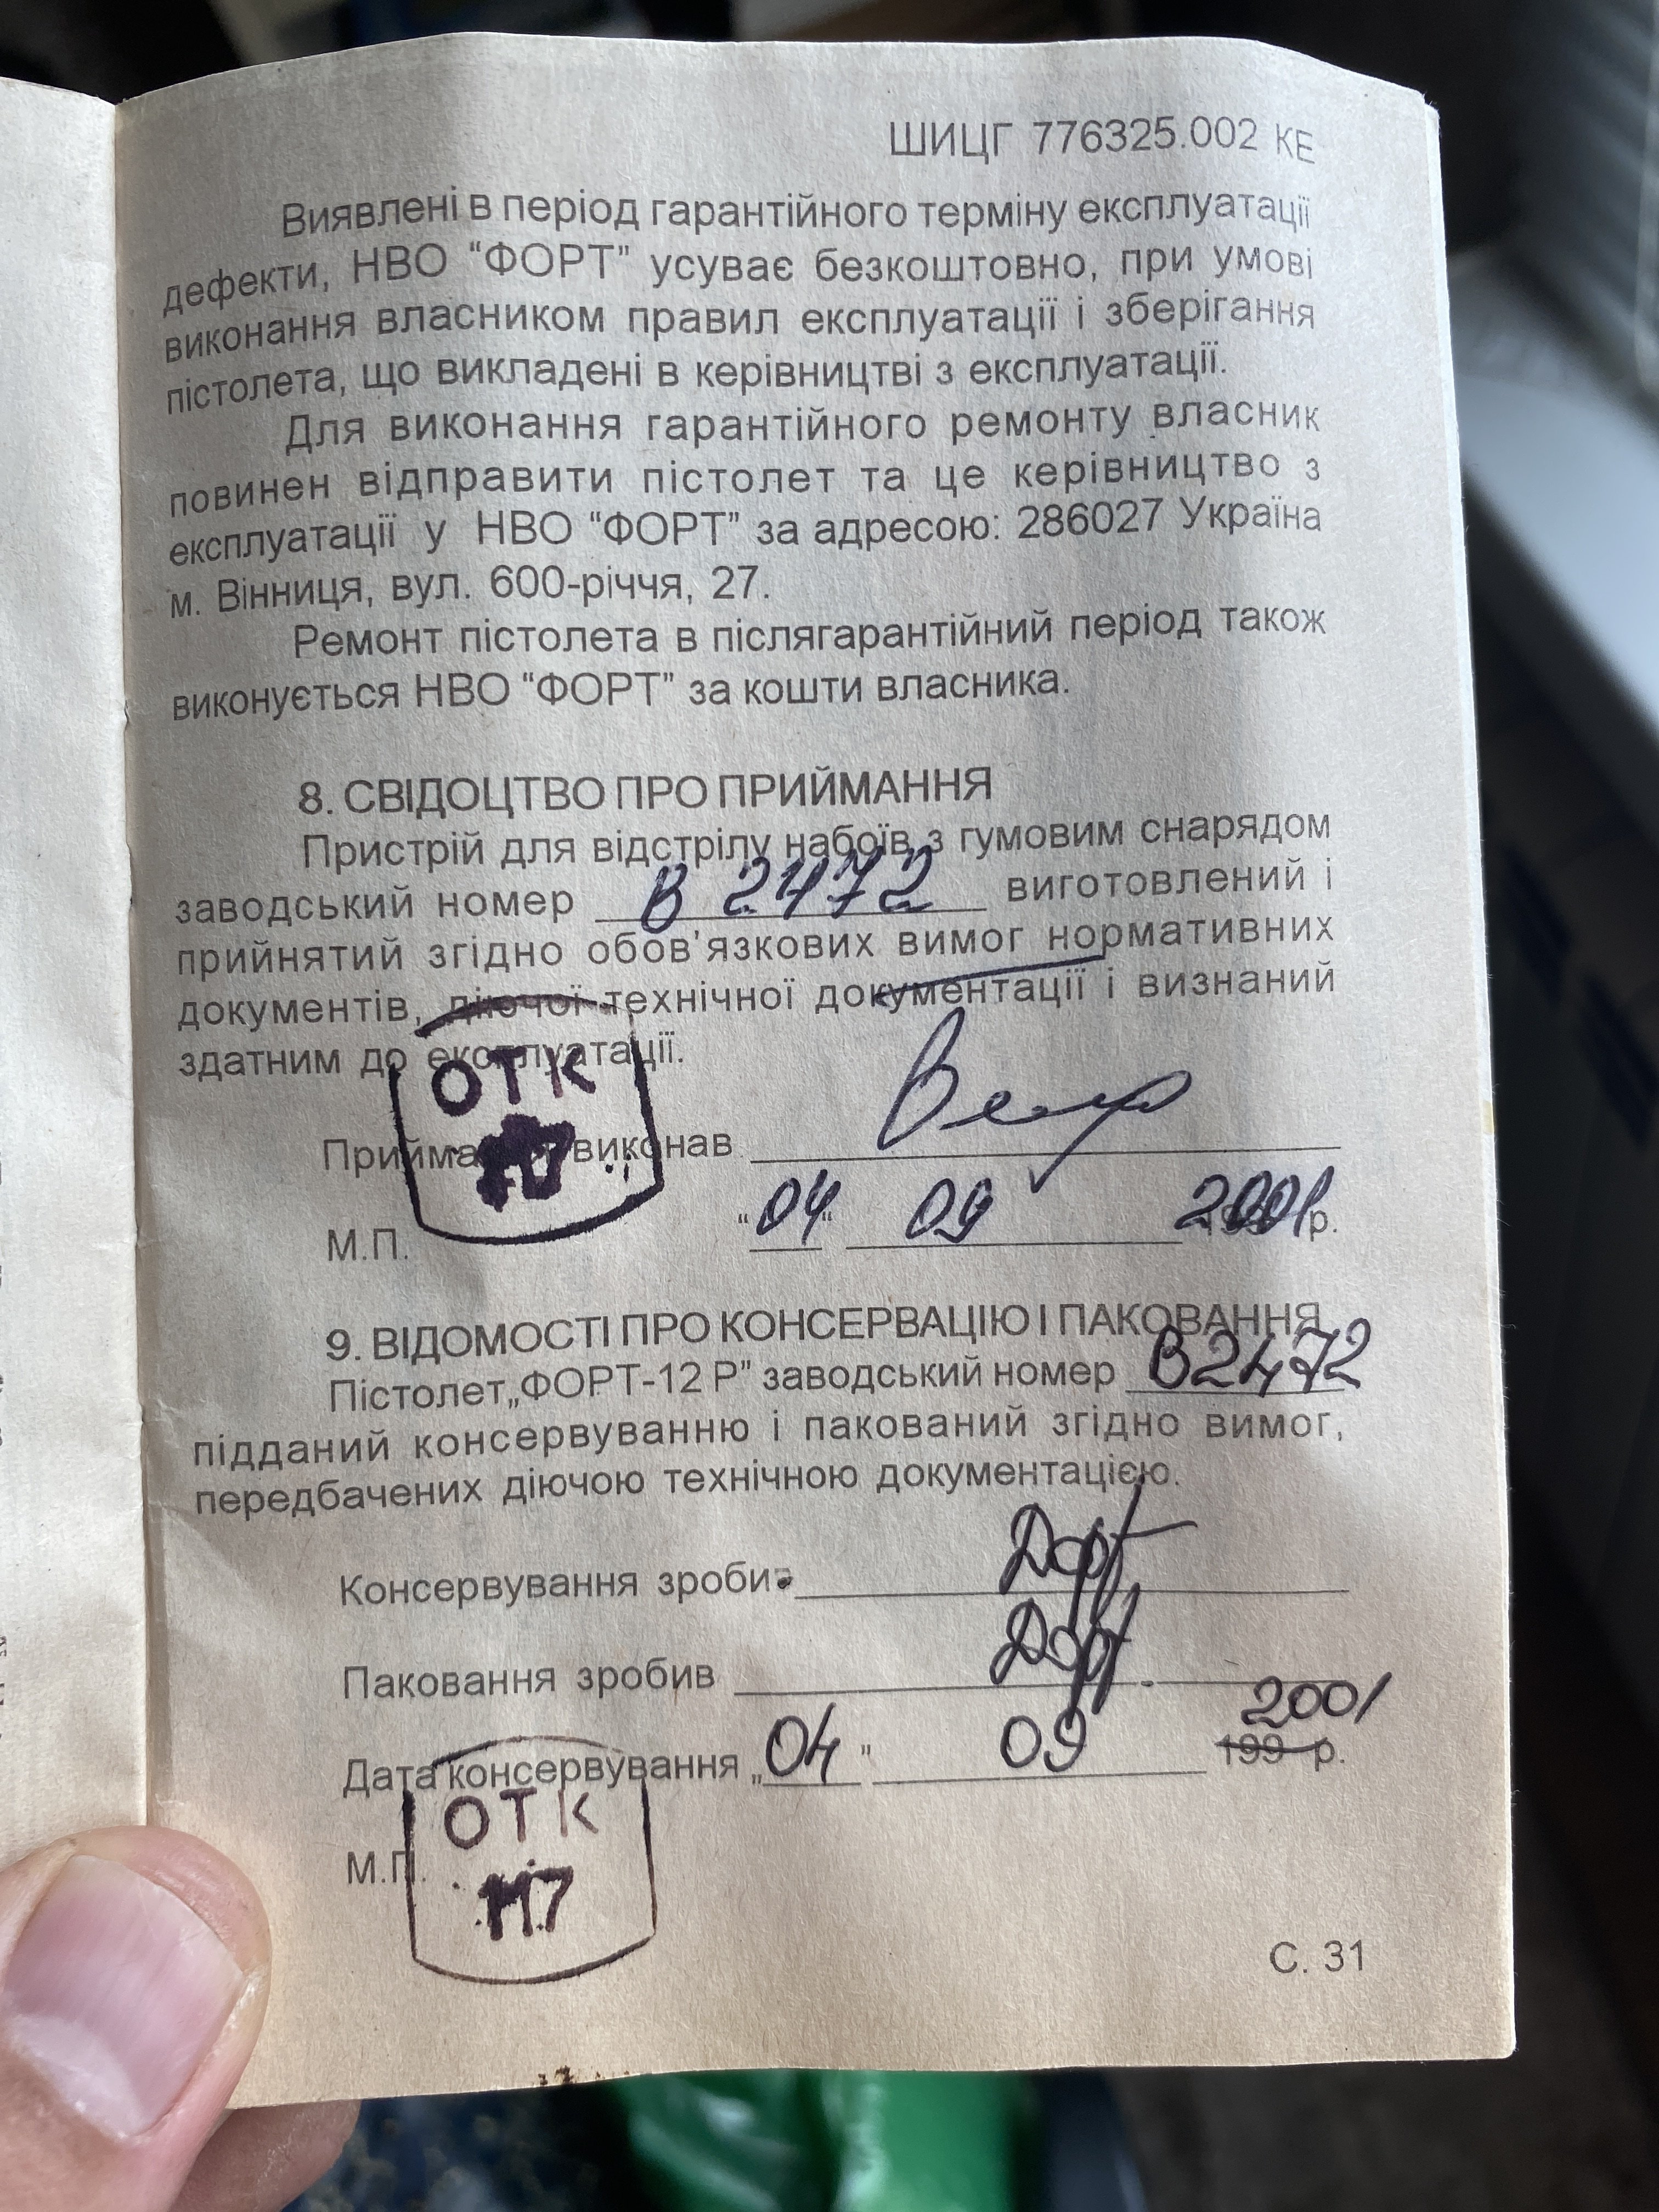 ШИЦГ 776325.002 КЕ
Виявлені в період гарантійного терміну експлуатації
дефекти, НВО “ФОРТ” усуває безкоштовно, при умові
виконання власником правил експлуатації і зберігання
пістолета, що викладені в керівництві з експлуатації.
Для виконання гарантійного ремонту власник
повинен відправити пістолет та це керівництво з
експлуатації у НВО “ФОРТ” за адресою: 286027 Україна
м. Вінниця, вул. 600-річчя, 27.
Ремонт пістолета в післягарантійний період також
виконується НВО “ФОРТ” за кошти власника.
8. СВІДОЦТВО ПРО ПРИЙМАННЯ
Пристрій для відстрілу набоїв з гумовим снарядом
заводський номер В 2472 виготовлений і
прийнятий згідно обов’язкових вимог нормативних
документів, діючої технічної документації і визнаний
здатним до експлуатації.
ОТК
Приймання виконав
М.П. “04“ 09 2001 р.
9. ВІДОМОСТІ ПРО КОНСЕРВАЦІЮ І ПАКОВАННЯ
Пістолет „ФОРТ-12 Р” заводський номер В2472
підданий консервуванню і пакований згідно вимог,
передбачених діючою технічною документацією.
Консервування зробив
Паковання зробив
2001
Дата консервування „04” 09 199 р.
ОТК
М.П.
117
С. 31